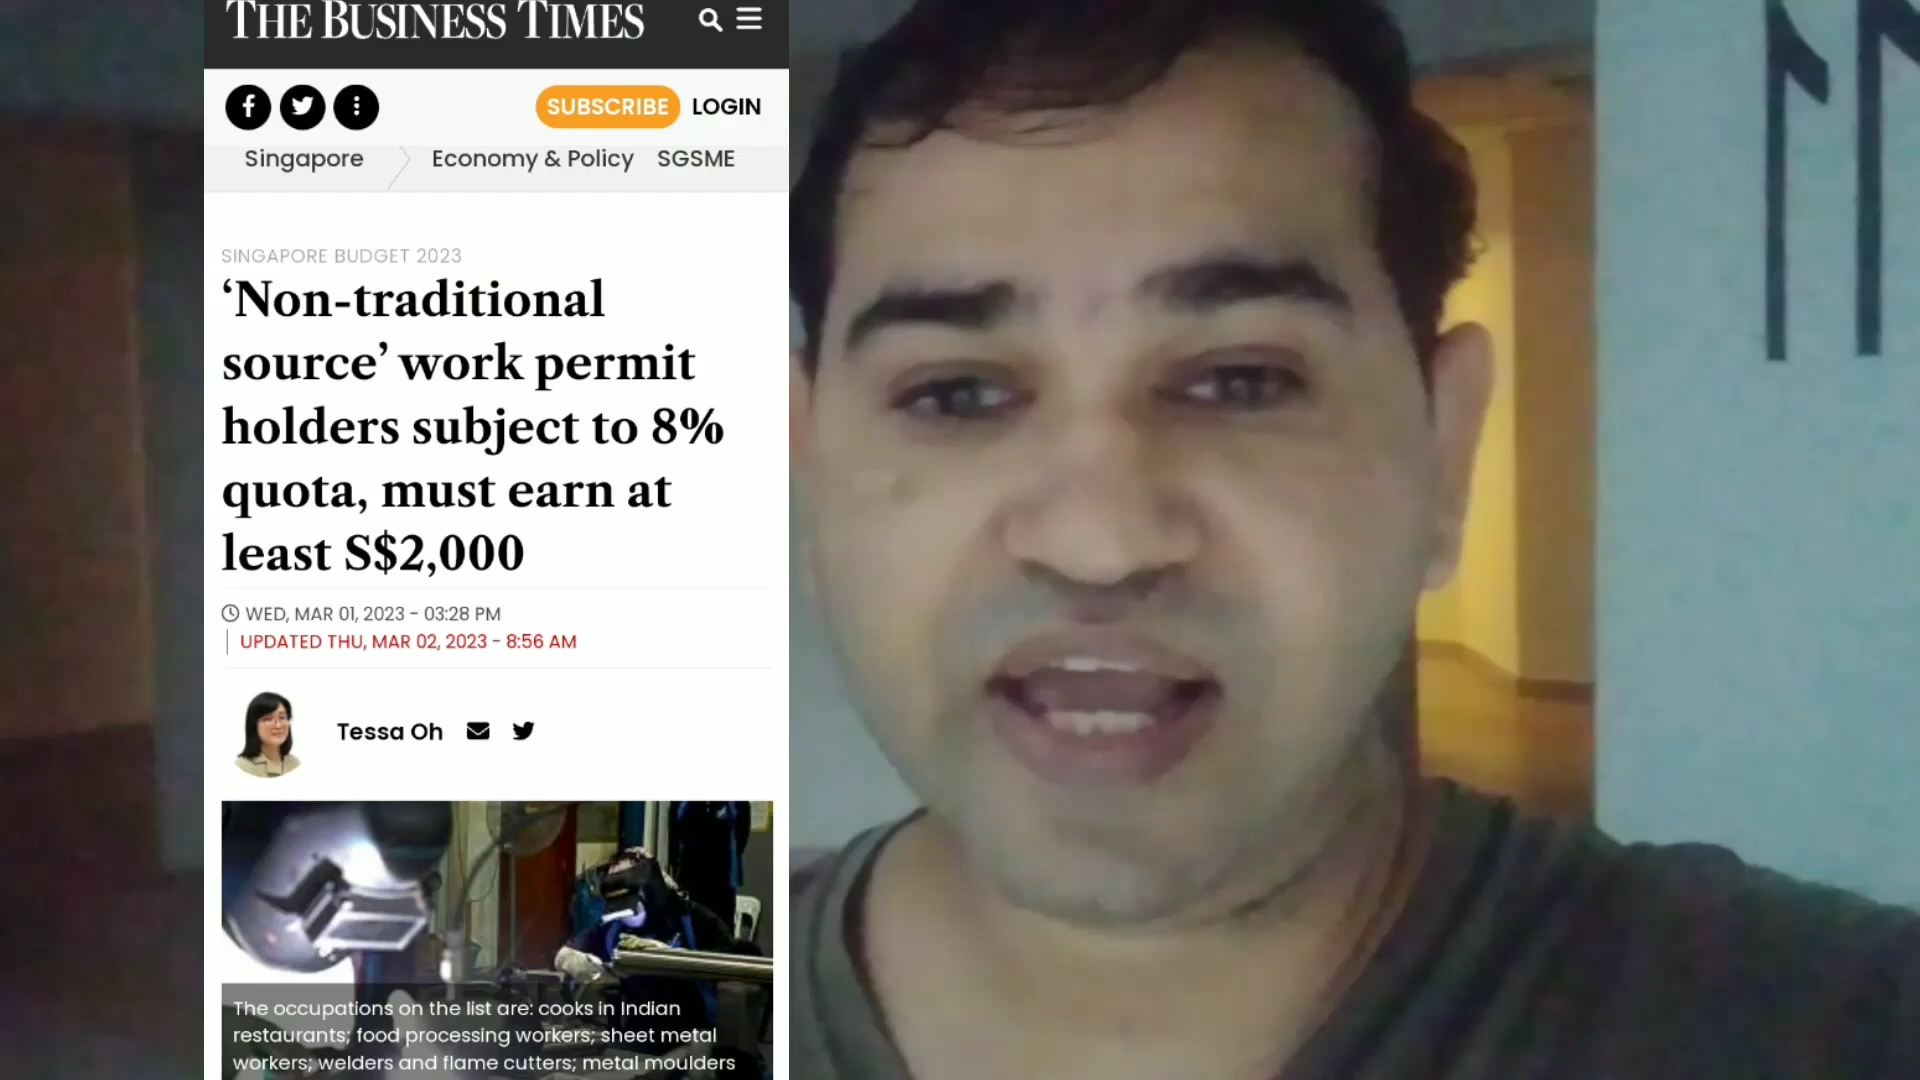 THE BUSINESS TIMES
SUBSCRIBE LOGIN
Singapore Economy & Policy SGSME
SINGAPORE BUDGET 2023
‘Non-traditional
source’ work permit
holders subject to 8%
quota, must earn at
least S$2,000
WED, MAR 01, 2023 - 03:28 PM
UPDATED THU, MAR 02, 2023 - 8:56 AM
Tessa Oh
The occupations on the list are: cooks in Indian
restaurants; food processing workers; sheet metal
workers; welders and flame cutters; metal moulders